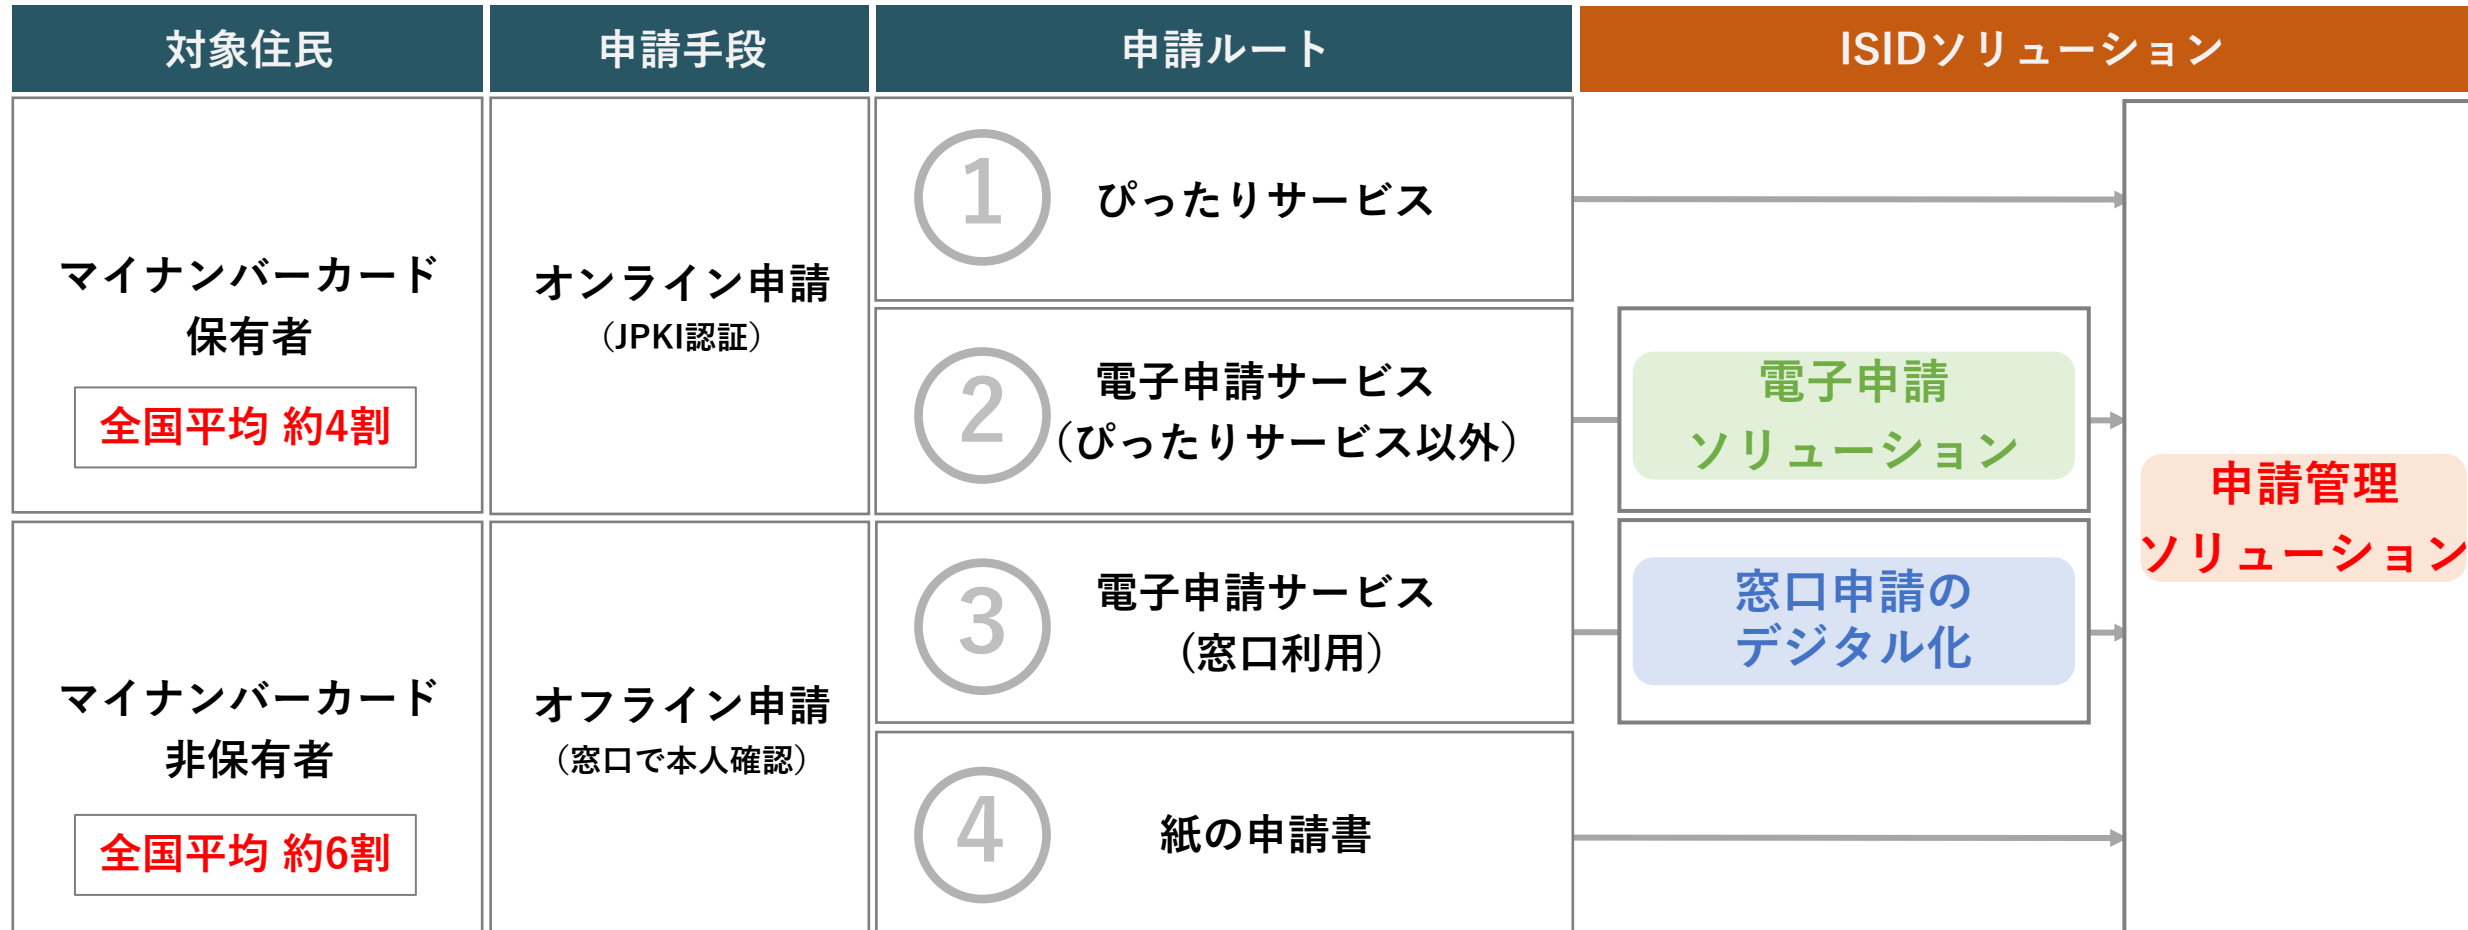 対象住民
申請手段
申請ルート
ISIDソリューション
マイナンバーカード
保有者
全国平均 約4割
オンライン申請
（JPKI認証）
1
ぴったりサービス
2
電子申請サービス
（ぴったりサービス以外）
電子申請
ソリューション
マイナンバーカード
非保有者
全国平均 約6割
オフライン申請
（窓口で本人確認）
3
電子申請サービス
（窓口利用）
窓口申請の
デジタル化
4
紙の申請書
申請管理
ソリューション